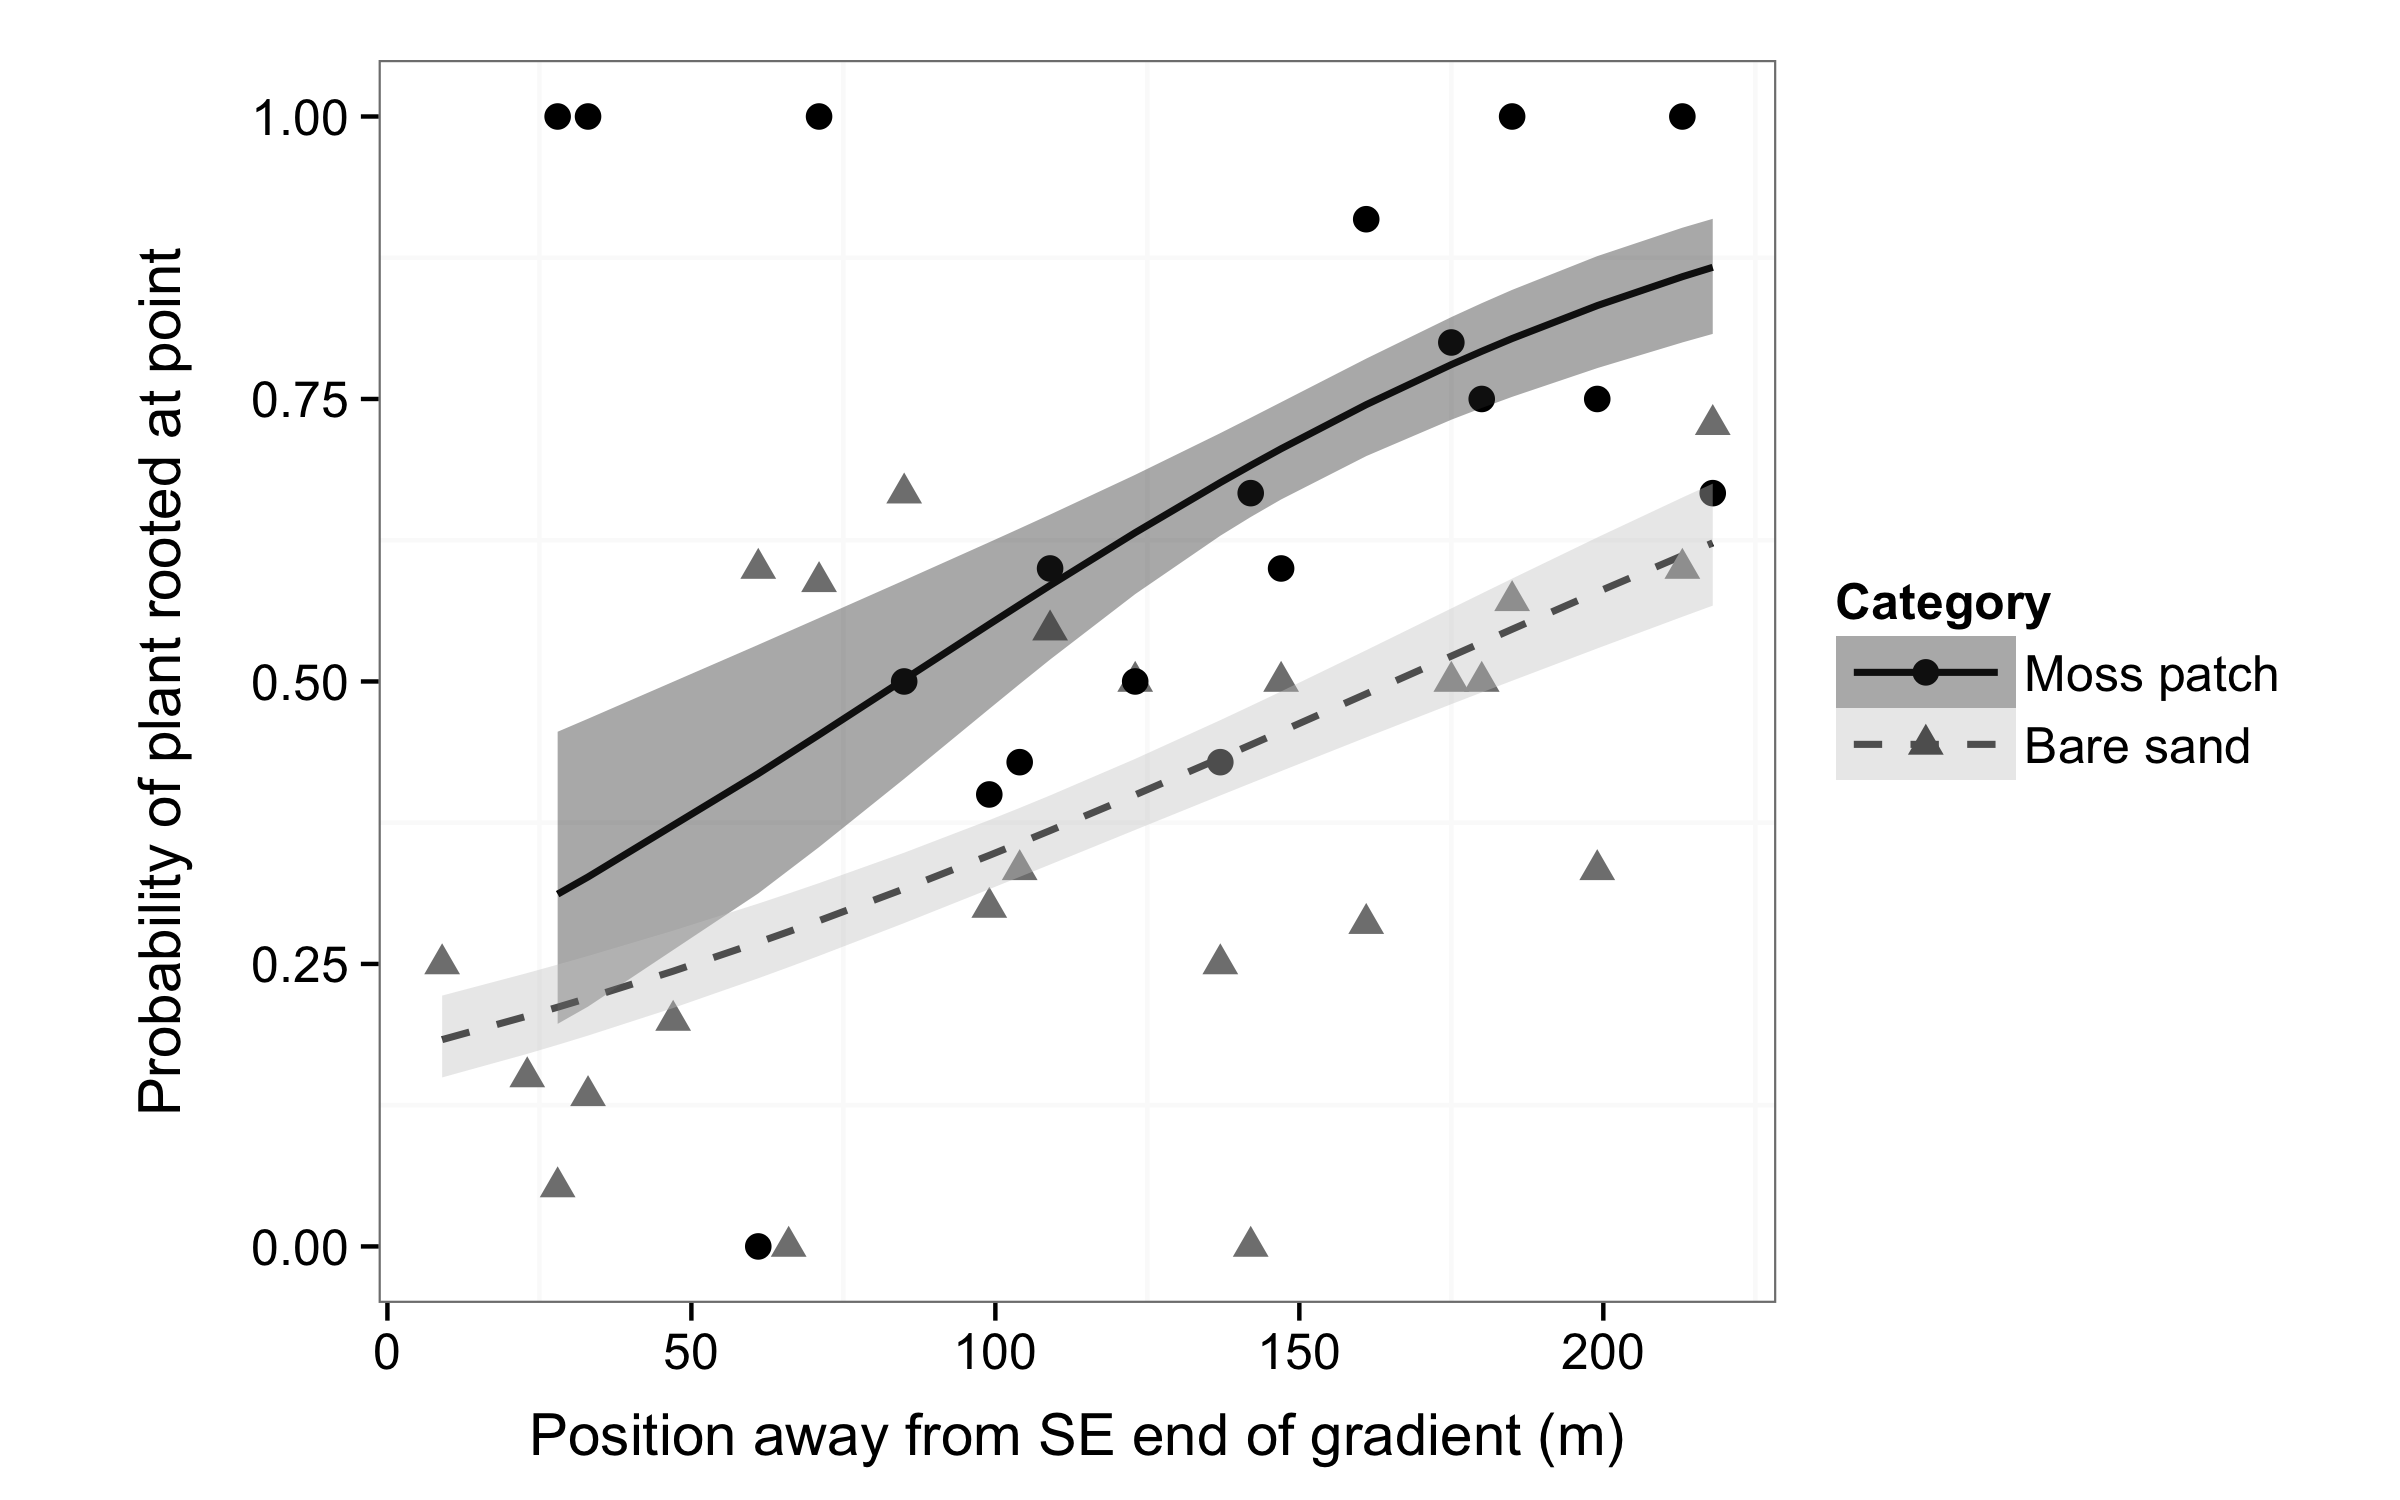 Probability of plant rooted at point
1.00
0.75
0.50
0.25
0.00
0 50 100 150 200
Position away from SE end of gradient (m)
Category
Moss patch
Bare sand